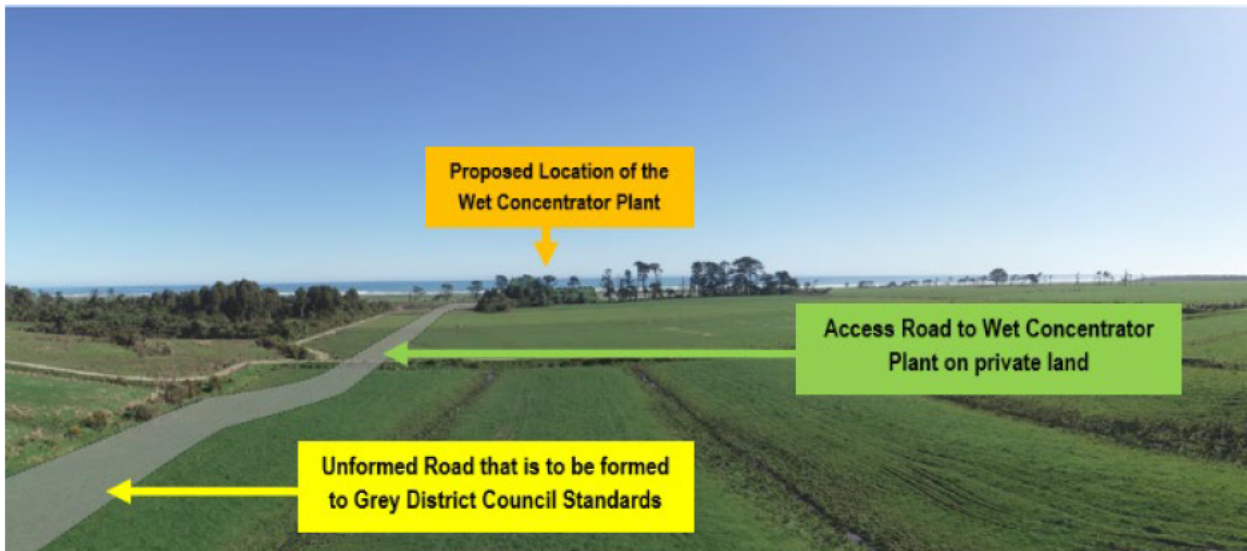 Proposed Location of the
Wet Concentrator Plant
Access Road to Wet Concentrator
Plant on private land
Unformed Road that is to be formed
to Grey District Council Standards